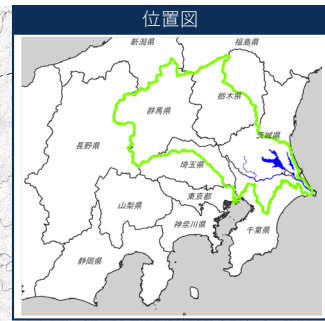 位置図
新潟県
福島県
栃木県
群馬県
茨城県
長野県
埼玉県
東京都
山梨県
神奈川県
千葉県
静岡県